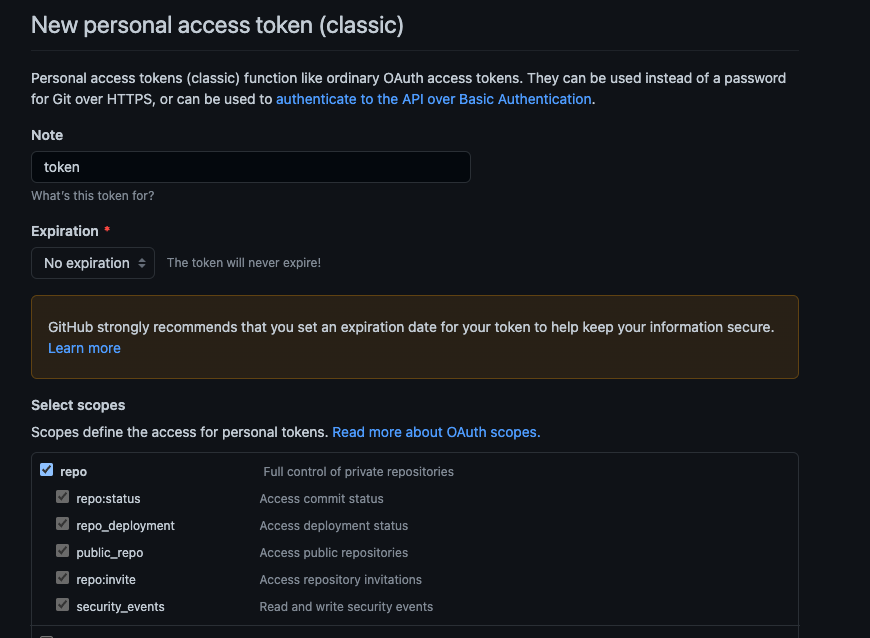 New personal access token (classic)
Personal access tokens (classic) function like ordinary OAuth access tokens. They can be used instead of a password
for Git over HTTPS, or can be used to authenticate to the API over Basic Authentication.
Note
token
What's this token for?
Expiration *
No expiration The token will never expire!
GitHub strongly recommends that you set an expiration date for your token to help keep your information secure.
Learn more
Select scopes
Scopes define the access for personal tokens. Read more about OAuth scopes.
repo Full control of private repositories
repo:status Access commit status
repo_deployment Access deployment status
public_repo Access public repositories
repo:invite Access repository invitations
security_events Read and write security events